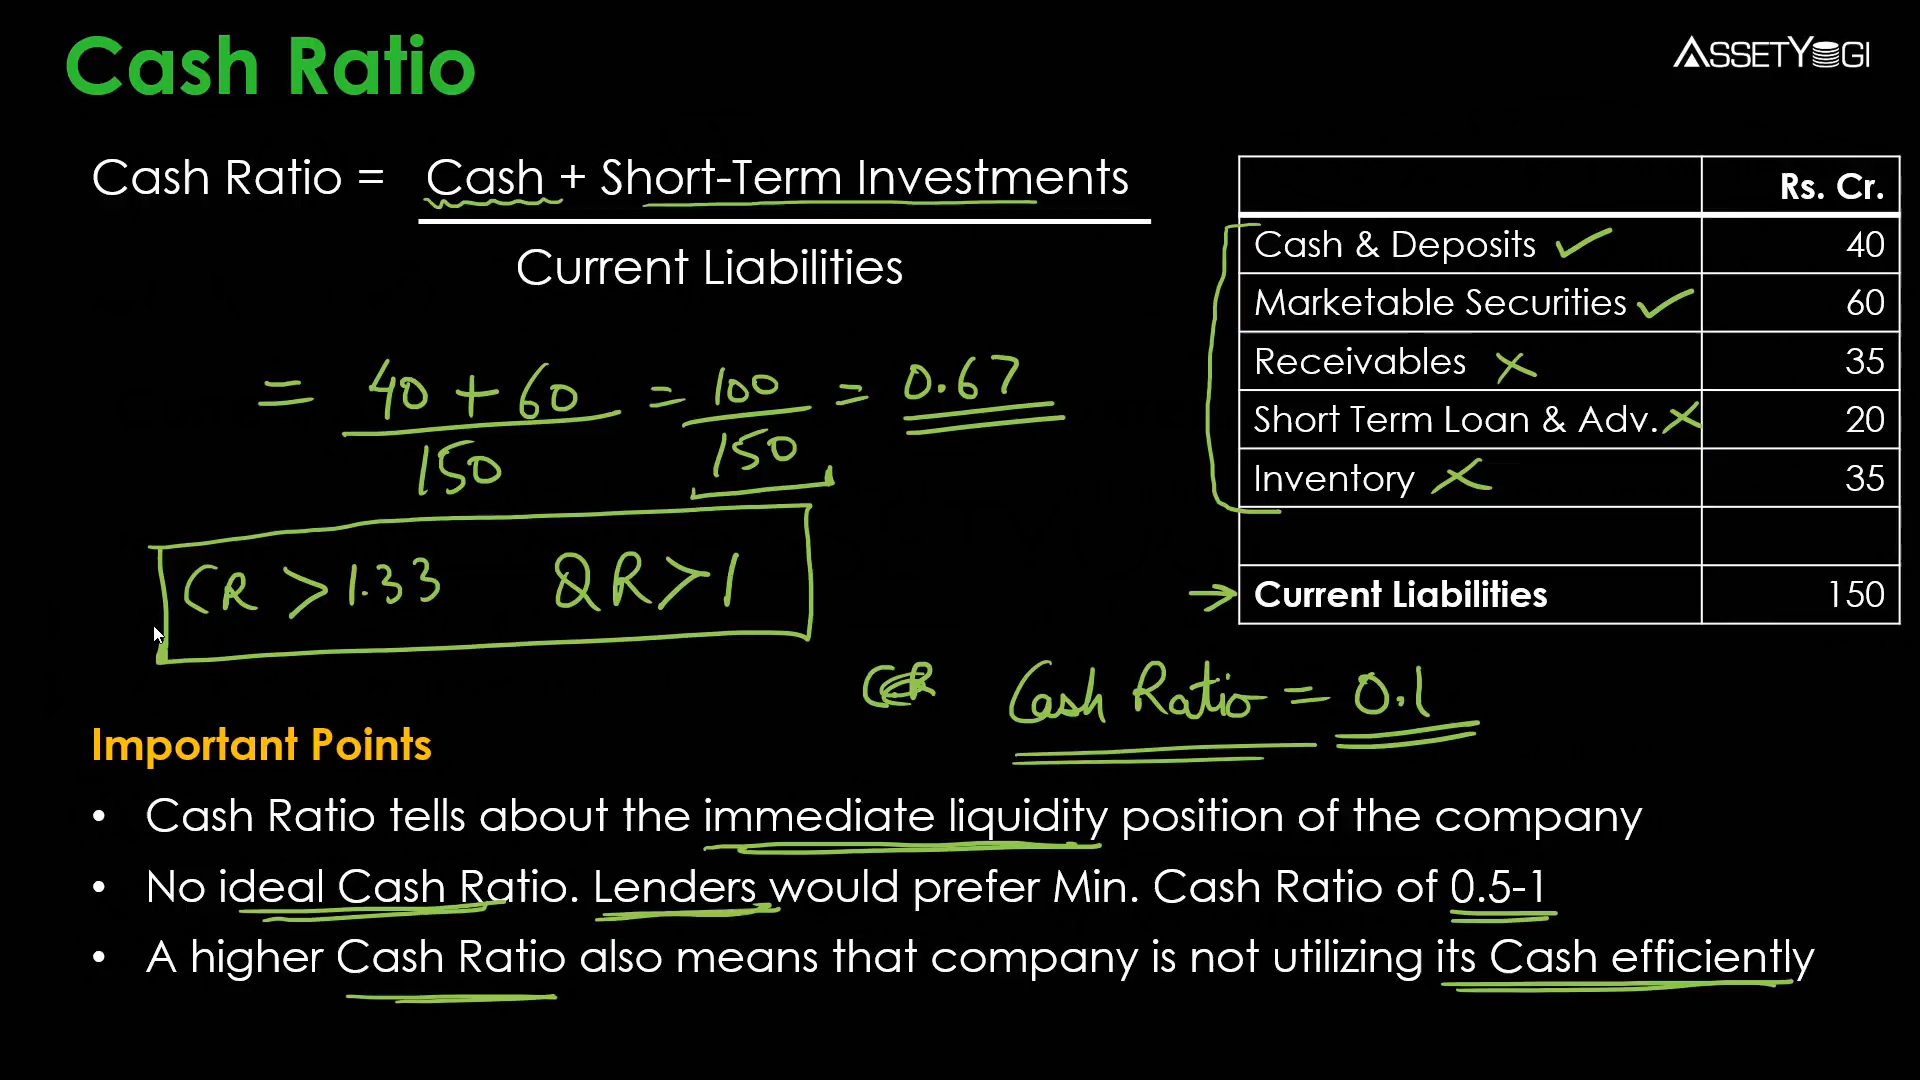 Cash Ratio
ASSETYOGI
Cash Ratio = Cash + Short-Term Investments
Current Liabilities
= 40 + 60 = 100 = 0.67
150 150
CR > 1.33 QR > 1
Rs. Cr.
Cash & Deposits ✓ 40
Marketable Securities ✓ 60
Receivables × 35
Short Term Loan & Adv. × 20
Inventory × 35
→ Current Liabilities 150
Cash Ratio = 0.1
Important Points
• Cash Ratio tells about the immediate liquidity position of the company
• No ideal Cash Ratio. Lenders would prefer Min. Cash Ratio of 0.5-1
• A higher Cash Ratio also means that company is not utilizing its Cash efficiently